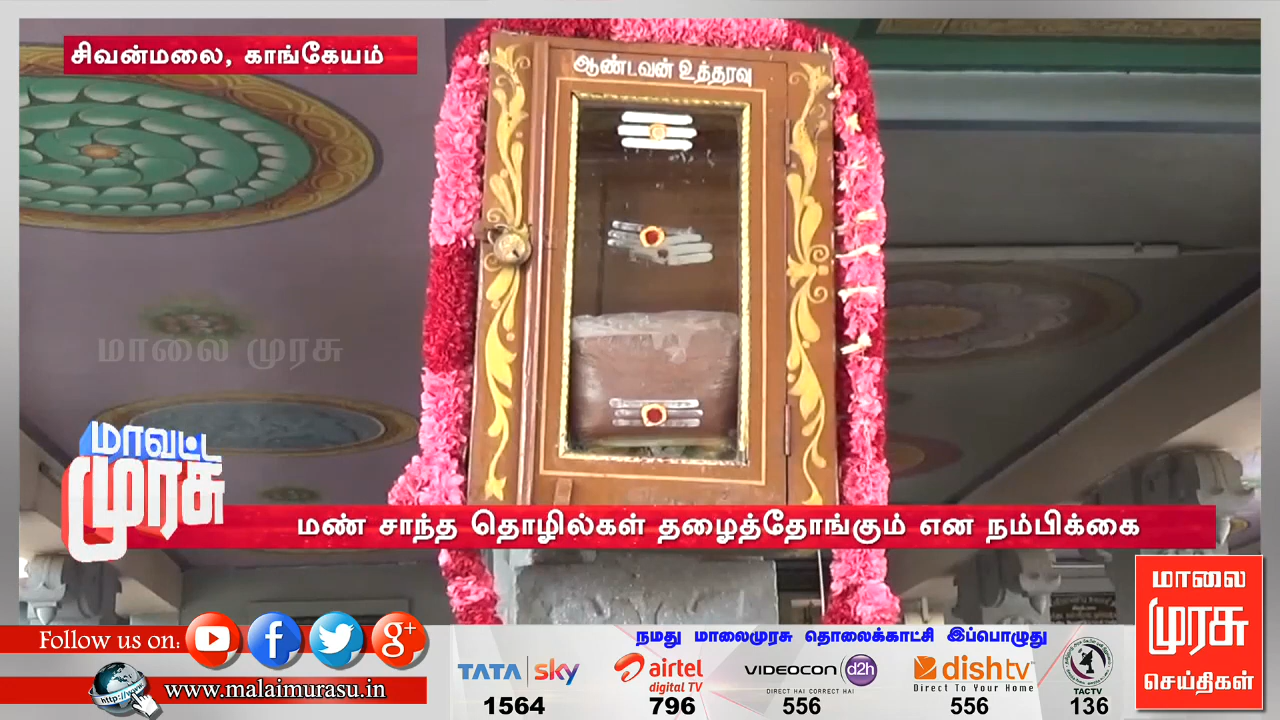 சிவன்மலை, காங்கேயம்
ஆண்டவன் உத்தரவு
மாலை முரசு
மாவட்ட
முரசு
மண் சாந்த தொழில்கள் தழைத்தோங்கும் என நம்பிக்கை
மாலை
முரசு
செய்திகள்
Follow us on:
http://www
www.malaimurasu.in
நமது மாலைமுரசு தொலைக்காட்சி இப்பொழுது
TATA sky
1564
airtel
digital TV
796
VIDEOCON d2h
DIRECT HAI CORRECT HAI
556
dishtv
Direct To Your Home
556
TACTV
136